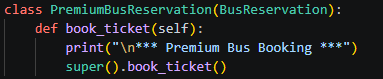 class PremiumBusReservation(BusReservation):
    def book_ticket(self):
        print("\n*** Premium Bus Booking ***")
        super().book_ticket()